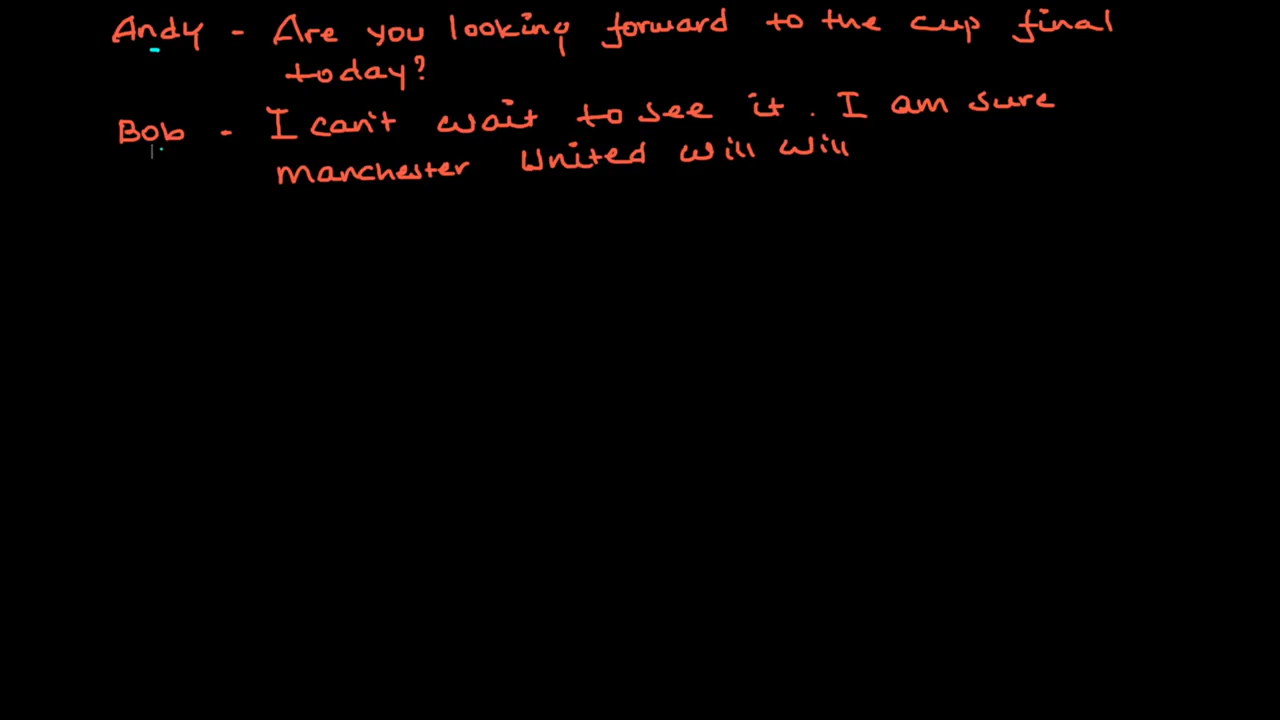 Andy - Are you looking forward to the cup final
today?
Bob - I can't wait to see it. I am sure
manchester United will will